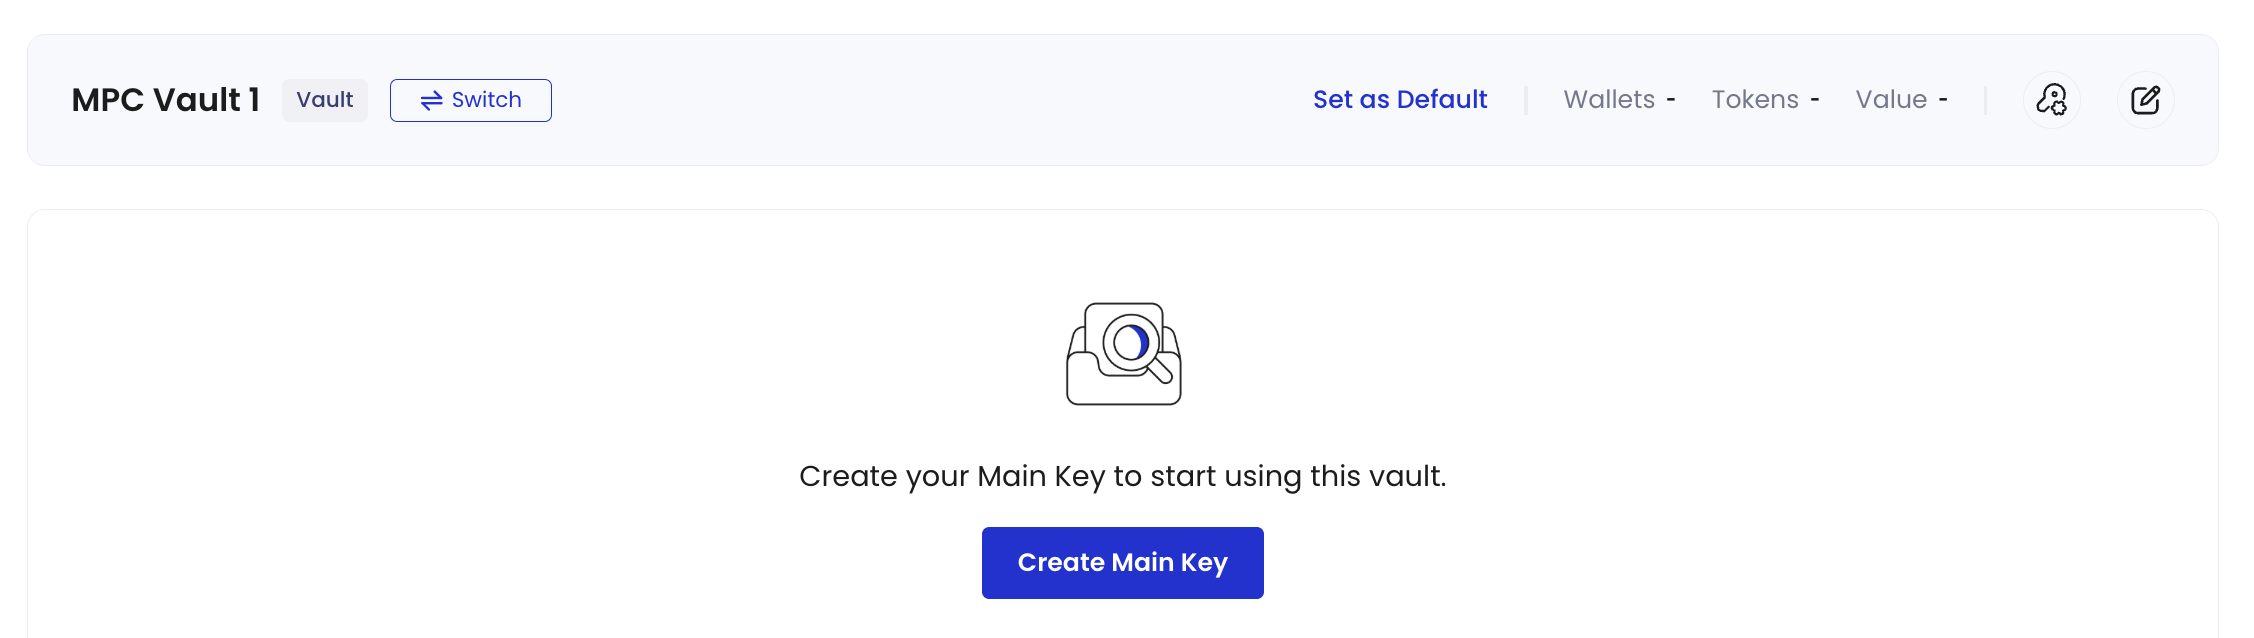 MPC Vault 1 Vault Switch Set as Default Wallets - Tokens - Value -
Create your Main Key to start using this vault.
Create Main Key